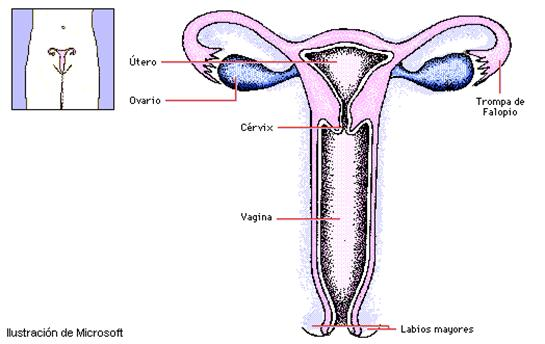 Útero
Ovario
Trompa de
Falopio
Cérvix
Vagina
Labios mayores
Ilustración de Microsoft